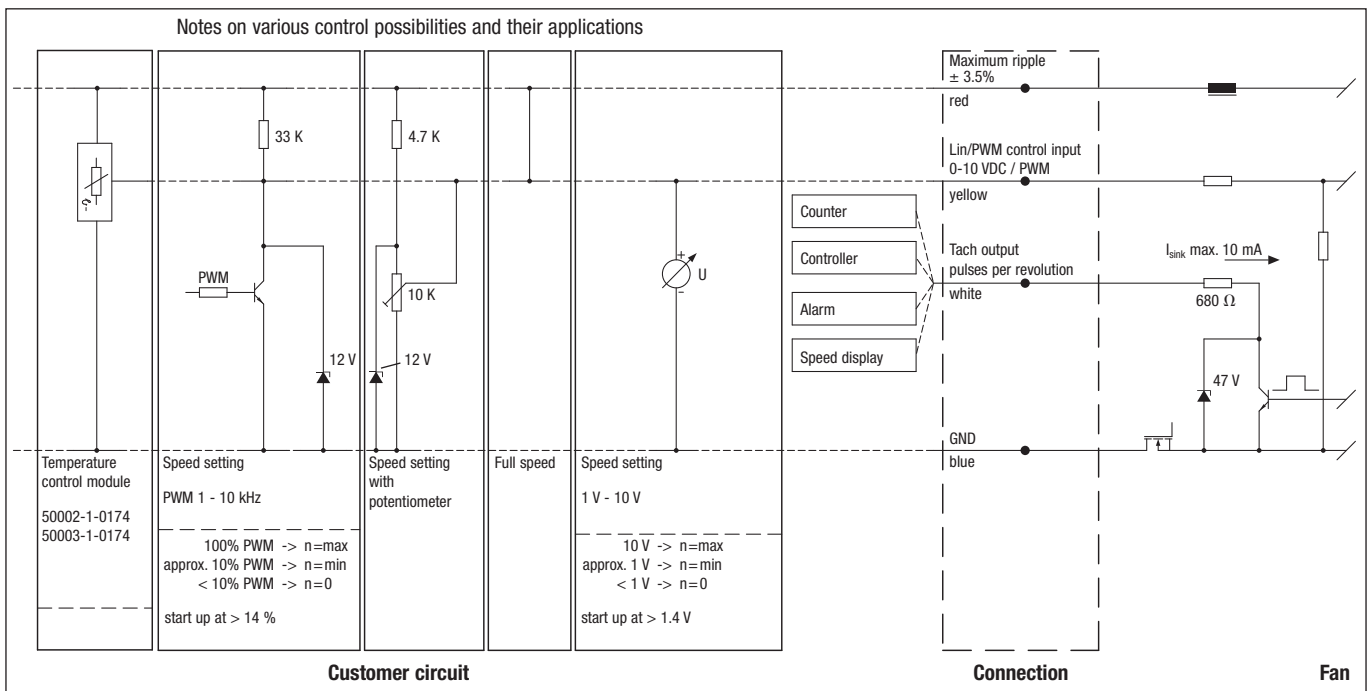 Notes on various control possibilities and their applications
33 K
PWM
12 V
4.7 K
10 K
12 V
+
U
−
Counter
Controller
Alarm
Speed display
Maximum ripple
± 3.5%
red
Lin/PWM control input
0-10 VDC / PWM
yellow
Tach output
pulses per revolution
white
GND
blue
Isink max. 10 mA
680 Ω
47 V
Temperature
control module
50002-1-0174
50003-1-0174
Speed setting
PWM 1 - 10 kHz
100% PWM -> n=max
approx. 10% PWM -> n=min
< 10% PWM -> n=0
start up at > 14 %
Speed setting
with
potentiometer
Full speed
Speed setting
1 V - 10 V
10 V -> n=max
approx. 1 V -> n=min
< 1 V -> n=0
start up at > 1.4 V
Customer circuit
Connection
Fan